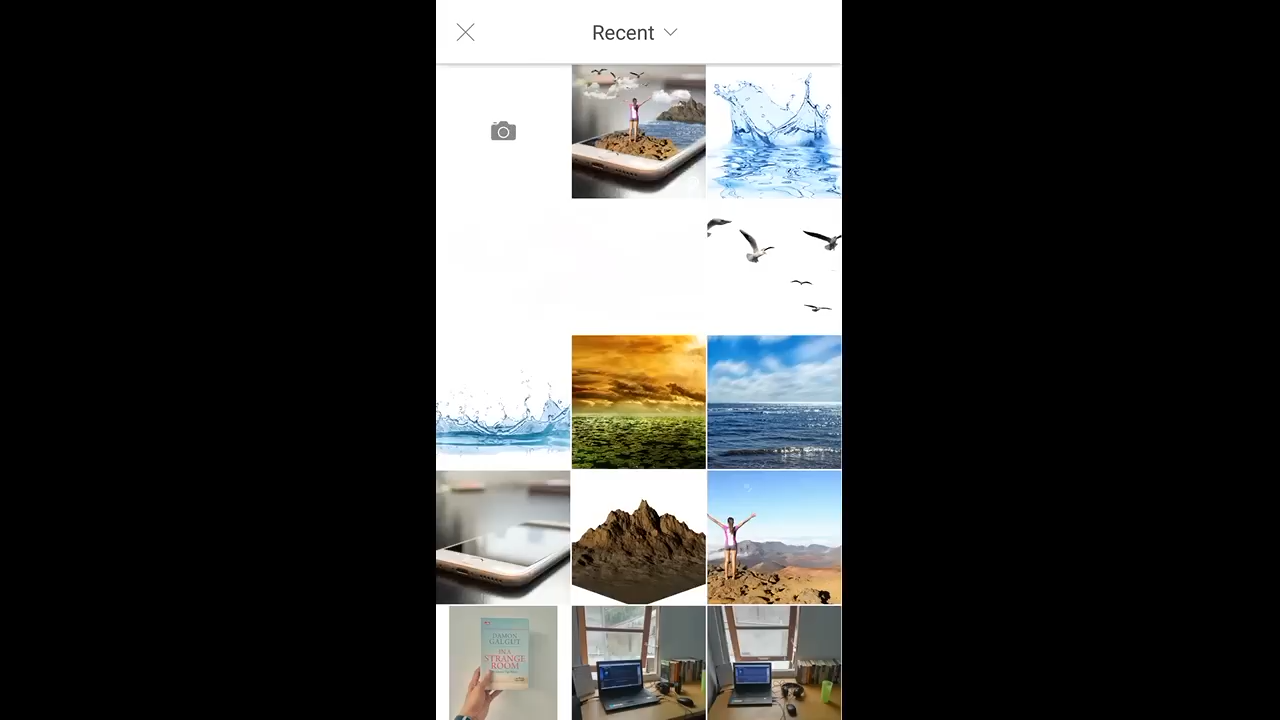 Recent
DAMON
GALGUT
IN A
STRANGE
ROOM